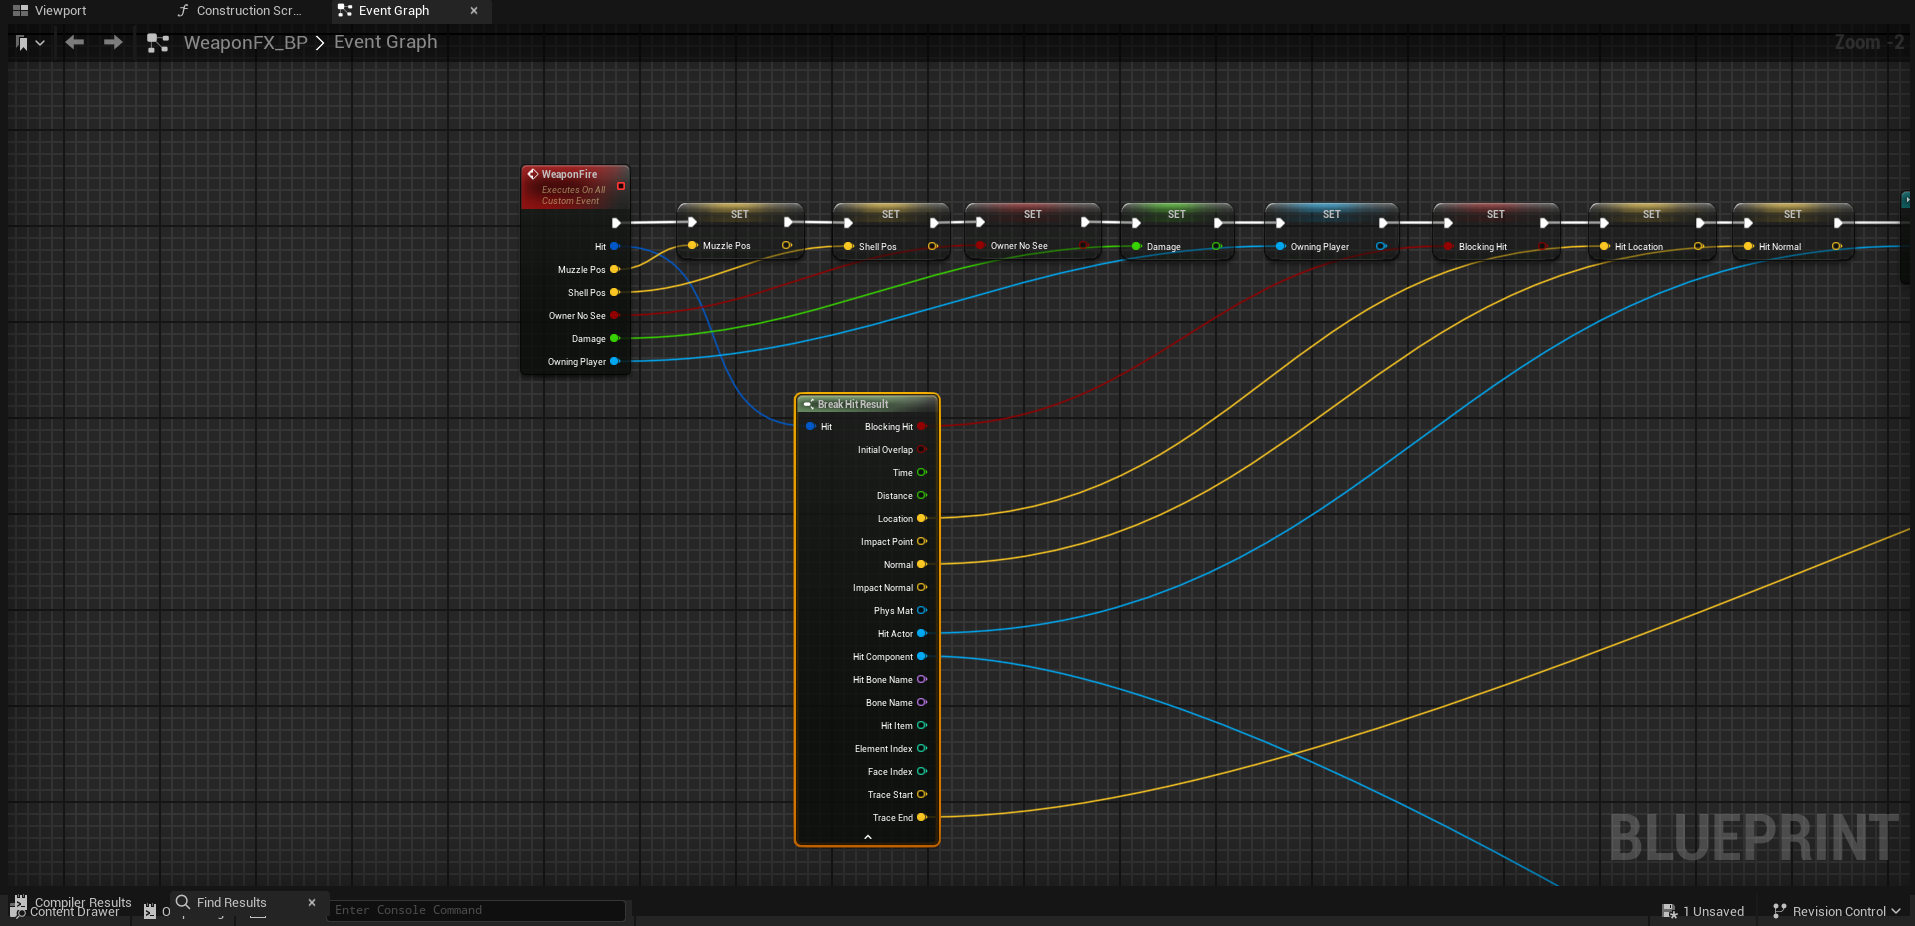 Viewport
Construction Scr...
Event Graph
WeaponFX_BP > Event Graph
Zoom -2
WeaponFire
Executes On All
Custom Event
Hit
Muzzle Pos
Shell Pos
Owner No See
Damage
Owning Player
SET
Muzzle Pos
SET
Shell Pos
SET
Owner No See
SET
Damage
SET
Owning Player
SET
Blocking Hit
SET
Hit Location
SET
Hit Normal
Break Hit Result
Hit
Blocking Hit
Initial Overlap
Time
Distance
Location
Impact Point
Normal
Impact Normal
Phys Mat
Hit Actor
Hit Component
Hit Bone Name
Bone Name
Hit Item
Element Index
Face Index
Trace Start
Trace End
BLUEPRINT
Compiler Results
Find Results
Content Drawer
Enter Console Command
1 Unsaved
Revision Control